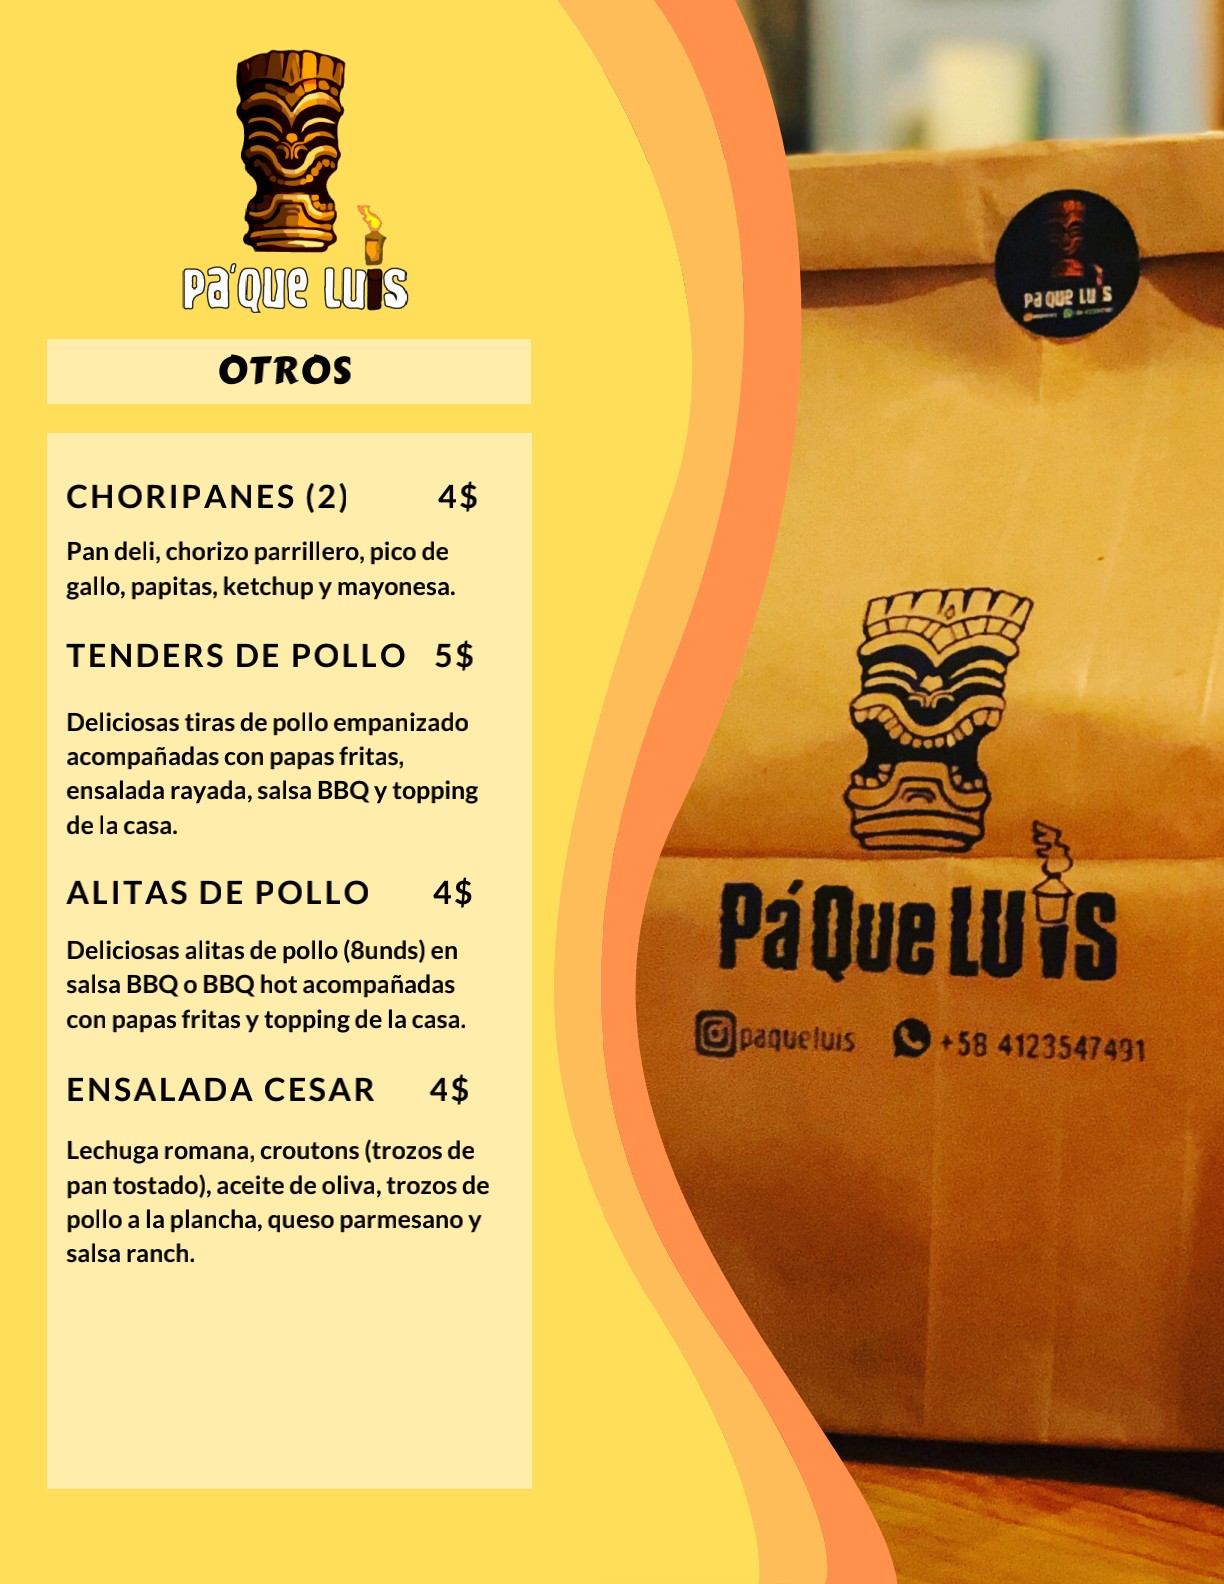 Pa'Que Luis
OTROS
CHORIPANES (2) 4$
Pan deli, chorizo parrillero, pico de
gallo, papitas, ketchup y mayonesa.
TENDERS DE POLLO 5$
Deliciosas tiras de pollo empanizado
acompañadas con papas fritas,
ensalada rayada, salsa BBQ y topping
de la casa.
ALITAS DE POLLO 4$
Deliciosas alitas de pollo (8unds) en
salsa BBQ o BBQ hot acompañadas
con papas fritas y topping de la casa.
ENSALADA CESAR 4$
Lechuga romana, croutons (trozos de
pan tostado), aceite de oliva, trozos de
pollo a la plancha, queso parmesano y
salsa ranch.
Pa Que Luis
Pá Que Luis
paqueluis +58 4123547491